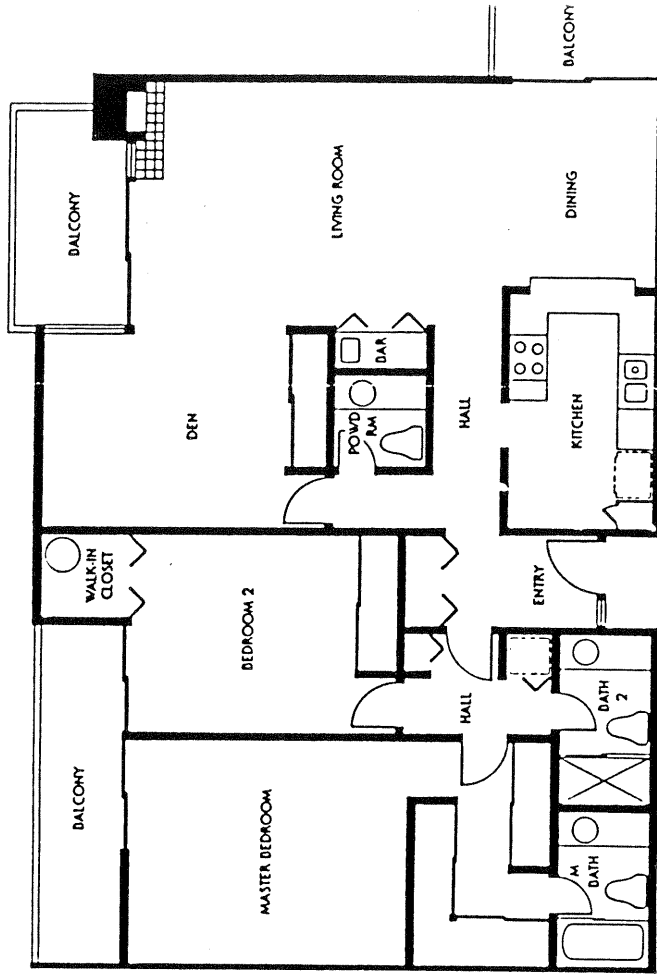 BALCONY
BALCONY
LIVING ROOM
DINING
DEN
BAR
POWD
RM
HALL
KITCHEN
WALK-IN
CLOSET
BEDROOM 2
ENTRY
HALL
BATH
2
BALCONY
MASTER BEDROOM
M
BATH